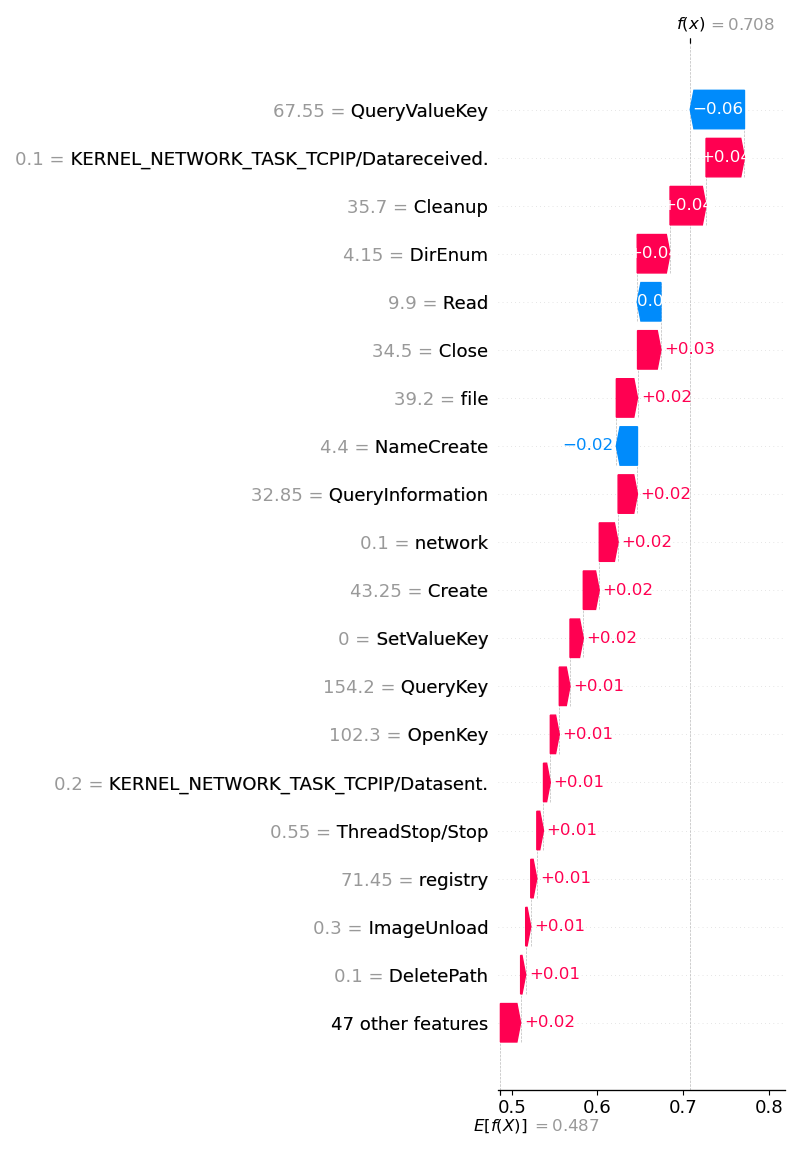 f(x) = 0.708
67.55 = QueryValueKey −0.06
0.1 = KERNEL_NETWORK_TASK_TCPIP/Datareceived. +0.04
35.7 = Cleanup +0.04
4.15 = DirEnum
9.9 = Read
34.5 = Close +0.03
39.2 = file +0.02
4.4 = NameCreate −0.02
32.85 = QueryInformation +0.02
0.1 = network +0.02
43.25 = Create +0.02
0 = SetValueKey +0.02
154.2 = QueryKey +0.01
102.3 = OpenKey +0.01
0.2 = KERNEL_NETWORK_TASK_TCPIP/Datasent. +0.01
0.55 = ThreadStop/Stop +0.01
71.45 = registry +0.01
0.3 = ImageUnload +0.01
0.1 = DeletePath +0.01
47 other features +0.02
0.5 0.6 0.7 0.8
E[f(X)] = 0.487